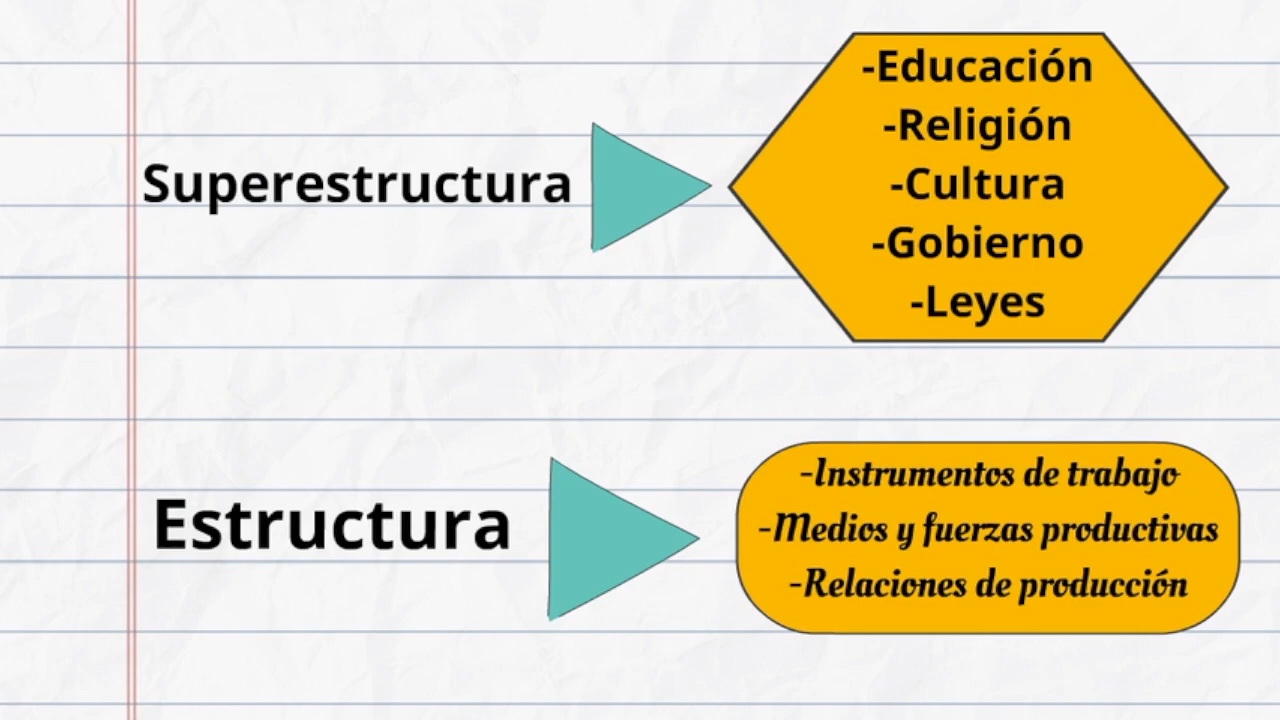 Superestructura
-Educación
-Religión
-Cultura
-Gobierno
-Leyes
Estructura
-Instrumentos de trabajo
-Medios y fuerzas productivas
-Relaciones de producción